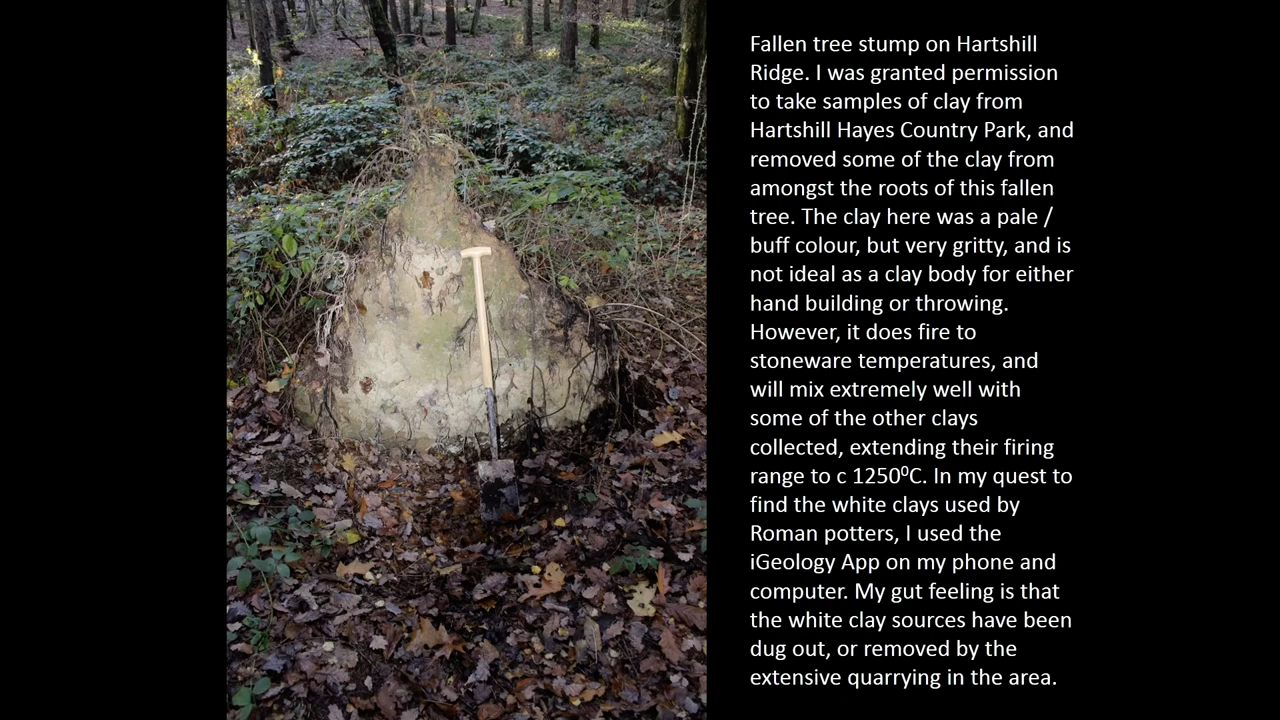 Fallen tree stump on Hartshill
Ridge. I was granted permission
to take samples of clay from
Hartshill Hayes Country Park, and
removed some of the clay from
amongst the roots of this fallen
tree. The clay here was a pale /
buff colour, but very gritty, and is
not ideal as a clay body for either
hand building or throwing.
However, it does fire to
stoneware temperatures, and
will mix extremely well with
some of the other clays
collected, extending their firing
range to c 1250⁰C. In my quest to
find the white clays used by
Roman potters, I used the
iGeology App on my phone and
computer. My gut feeling is that
the white clay sources have been
dug out, or removed by the
extensive quarrying in the area.